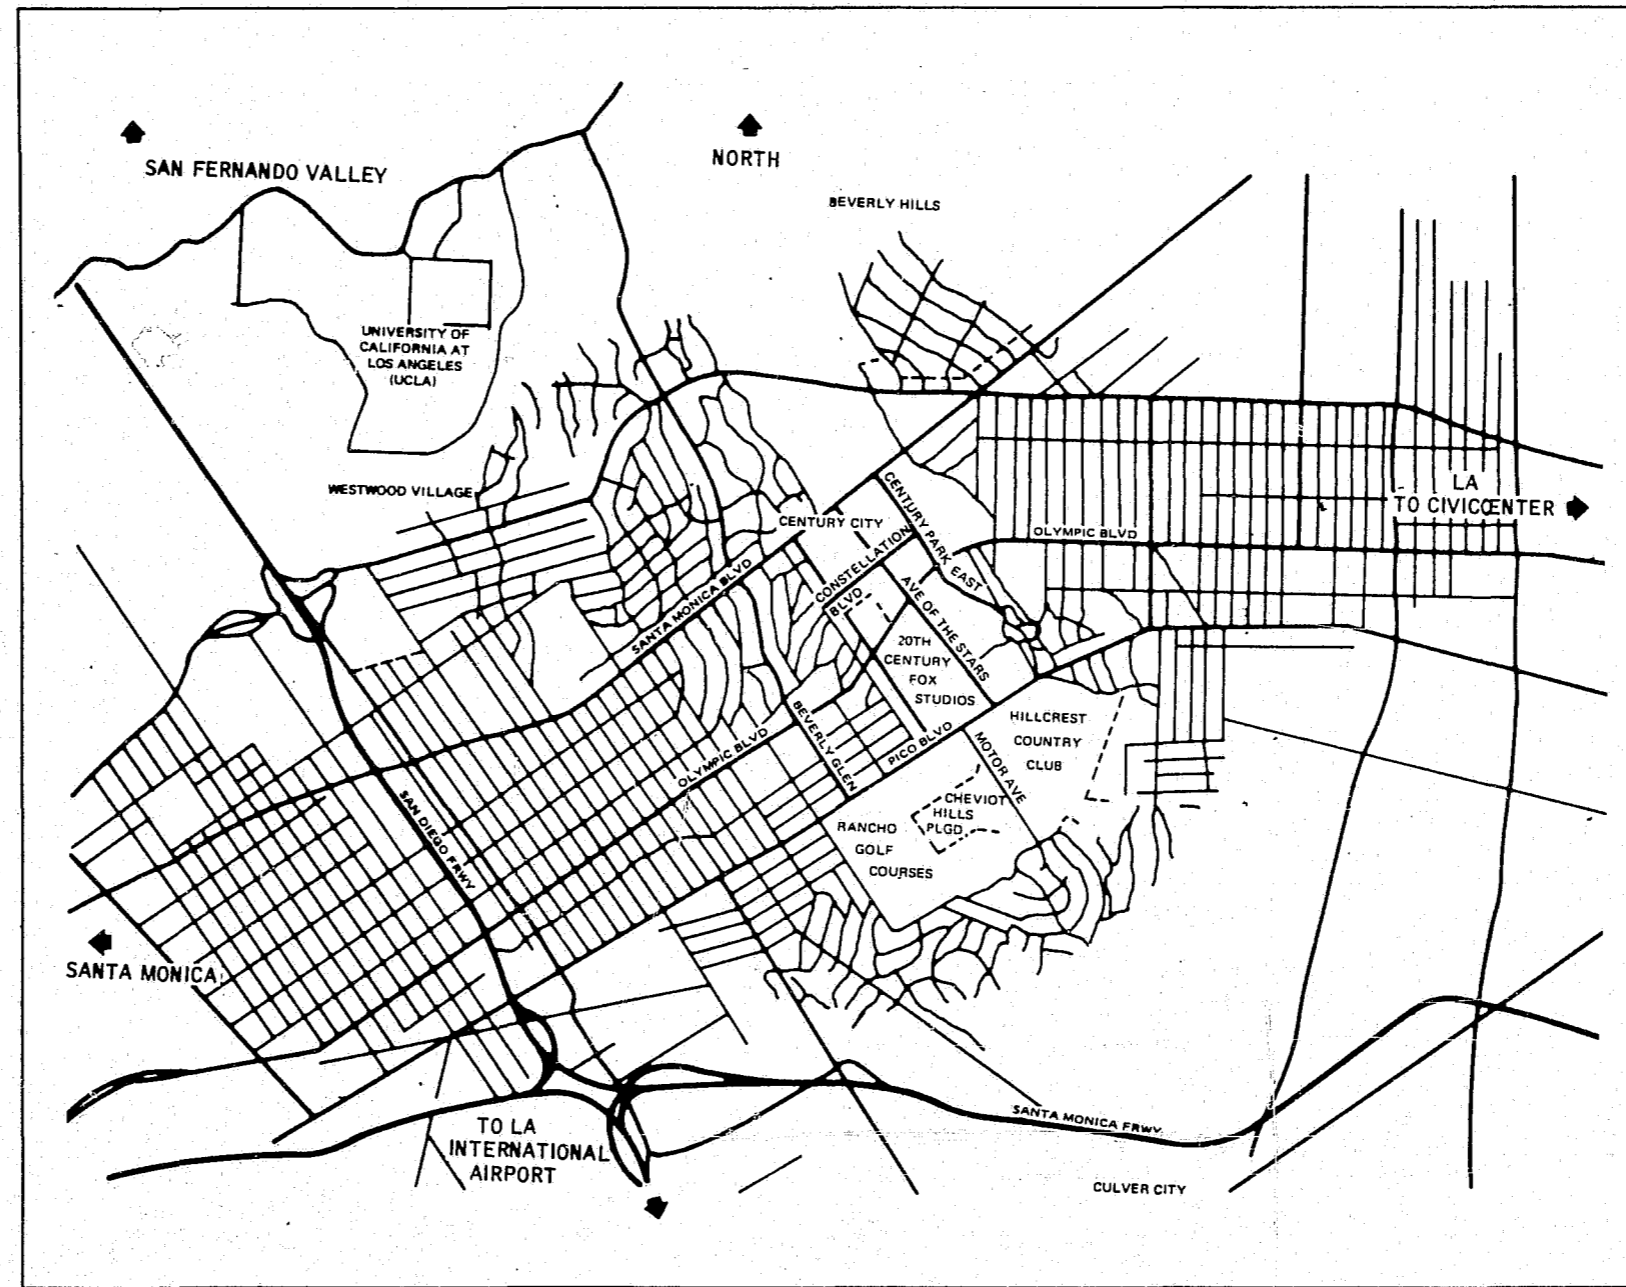 SAN FERNANDO VALLEY
NORTH
BEVERLY HILLS
UNIVERSITY OF
CALIFORNIA AT
LOS ANGELES
(UCLA)
WESTWOOD VILLAGE
CENTURY CITY
CENTURY PARK EAST
LA
TO CIVICCENTER
OLYMPIC BLVD
CONSTELLATION
BLVD
SANTA MONICA BLVD
AVE OF THE STARS
20TH
CENTURY
FOX
STUDIOS
HILLCREST
COUNTRY
CLUB
BEVERLY GLEN
OLYMPIC BLVD
PICO BLVD
MOTOR AVE
SAN DIEGO FRWY
CHEVIOT
HILLS
PLGD.
RANCHO
GOLF
COURSES
SANTA MONICA
SANTA MONICA FRWY.
TO LA
INTERNATIONAL
AIRPORT
CULVER CITY